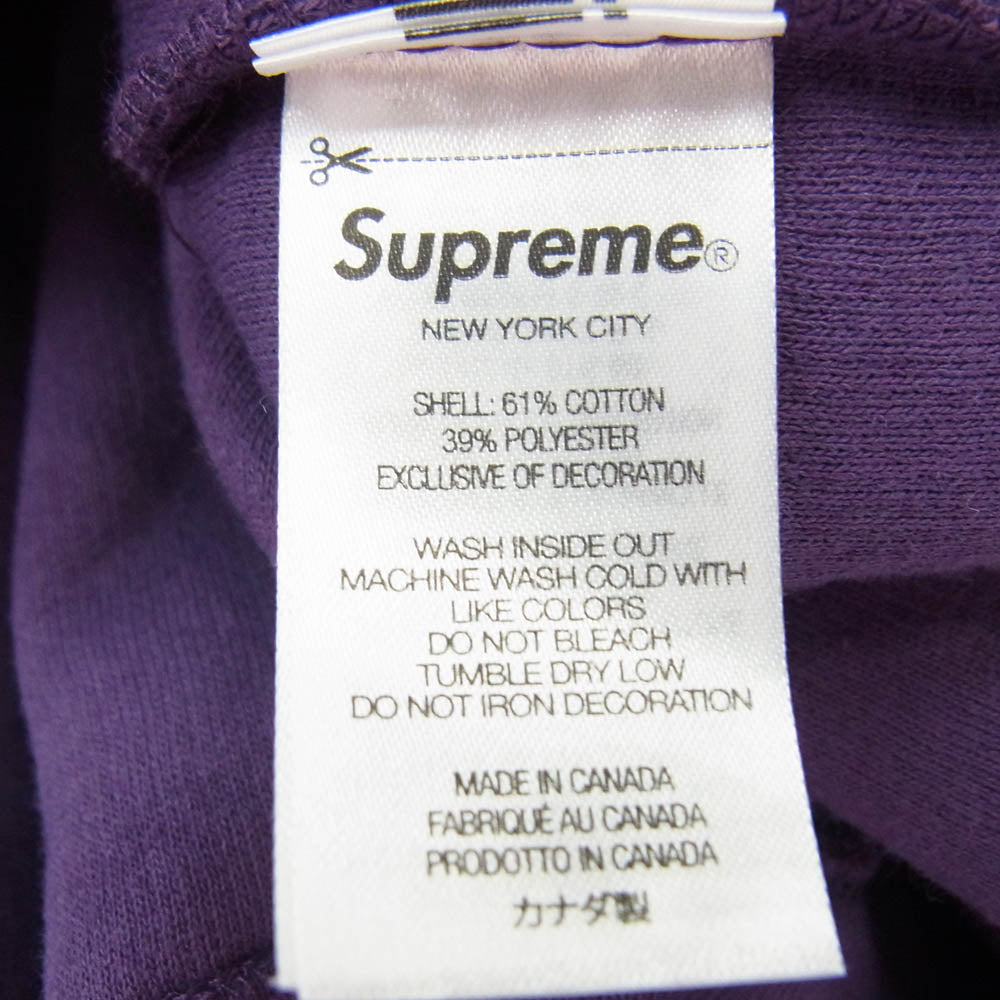 Supreme®
NEW YORK CITY
SHELL: 61% COTTON
39% POLYESTER
EXCLUSIVE OF DECORATION
WASH INSIDE OUT
MACHINE WASH COLD WITH
LIKE COLORS
DO NOT BLEACH
TUMBLE DRY LOW
DO NOT IRON DECORATION
MADE IN CANADA
FABRIQUÉ AU CANADA
PRODOTTO IN CANADA
カナダ製